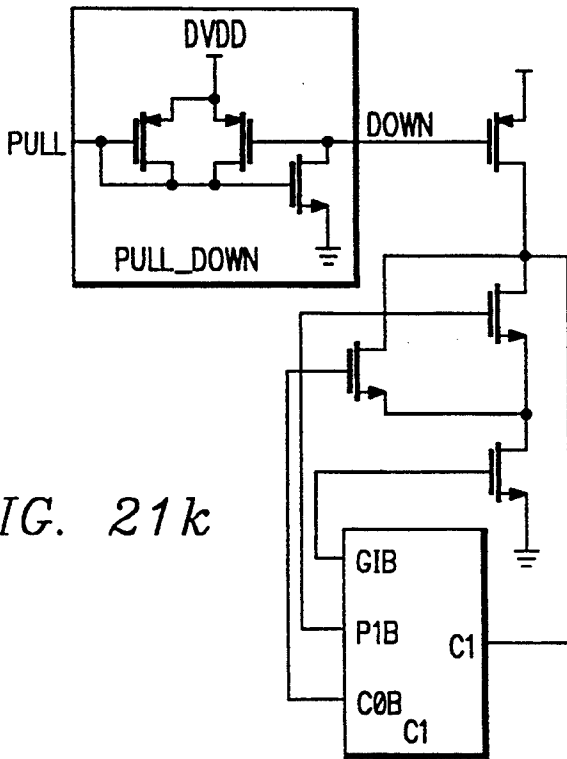 DVDD
PULL
DOWN
PULL_DOWN
IG. 21k
GIB
P1B
C1
C0B
C1